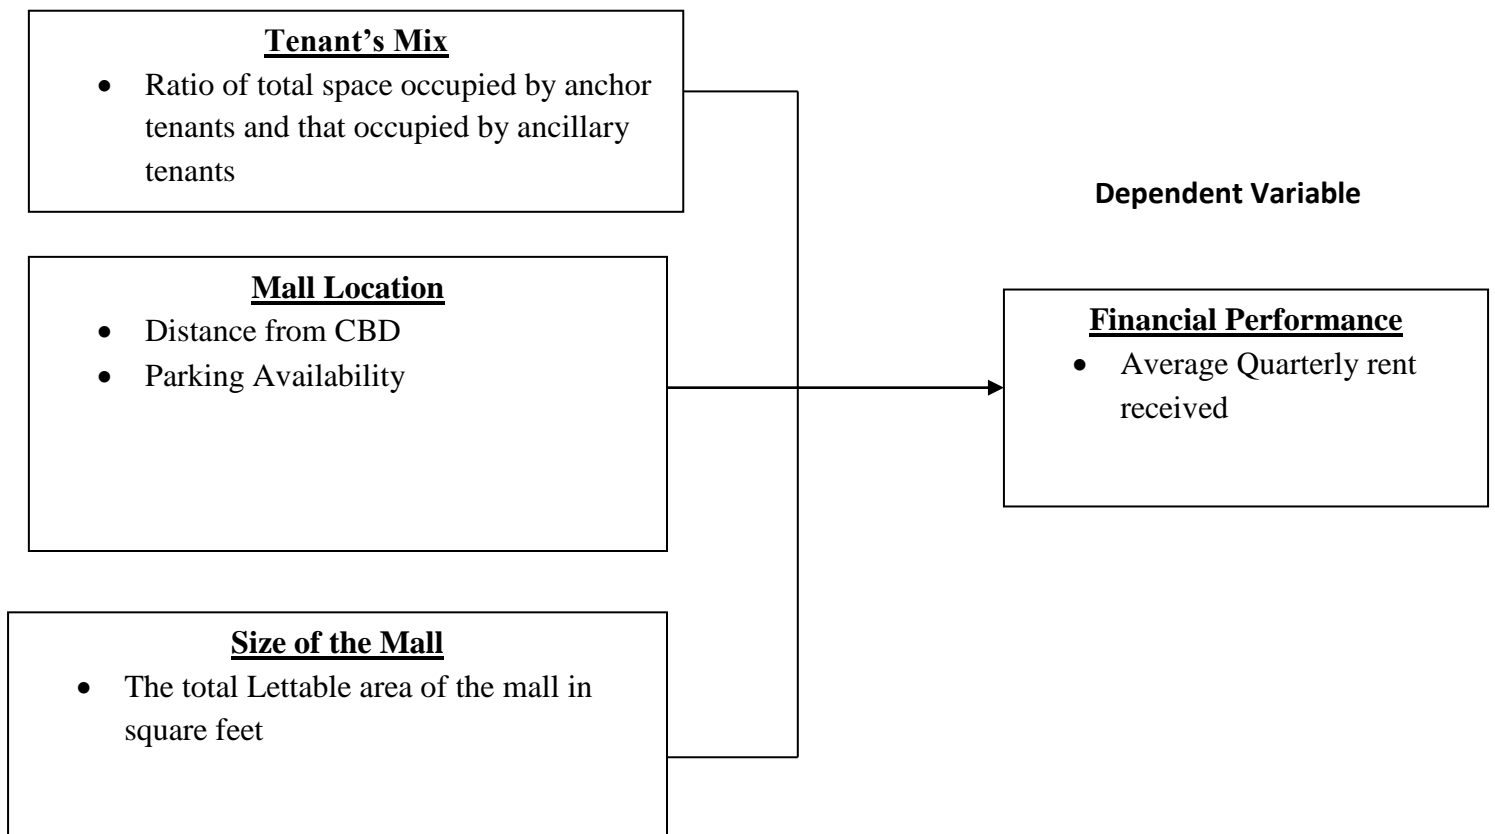 Tenant’s Mix
• Ratio of total space occupied by anchor
tenants and that occupied by ancillary
tenants
Mall Location
• Distance from CBD
• Parking Availability
Size of the Mall
• The total Lettable area of the mall in
square feet
Dependent Variable
Financial Performance
• Average Quarterly rent
received